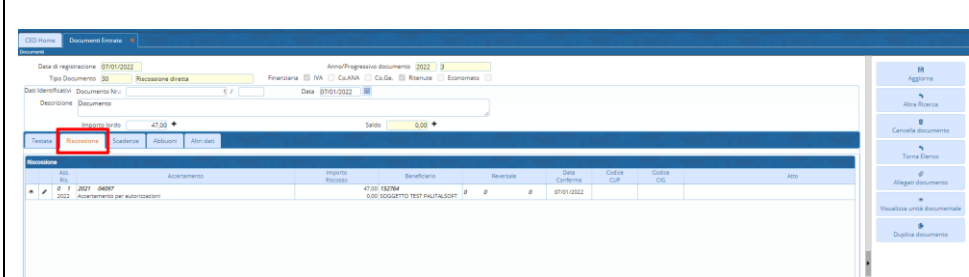 CED Home Documenti Entrate
Documenti
Data di registrazione 07/01/2022 Anno/Progressivo documento 2022 3
Tipo Documento 30 Riscossione diretta Finanziaria IVA Co.ANA Co.Ge. Ritenute Economato
Dati Identificativi Documento Nr.: 1 / Data 07/01/2022
Descrizione Documento
Importo lordo 47,00 Saldo 0,00
Testata Riscossione Scadenze Abbuoni Altri dati
Riscossione
Ass. Ris. Accertamento Importo Riscosso Beneficiario Reversale Data Conferma Codice CUP Codice CIG Atto
0 1 2021 04097 47,00 152764 0 0 0 07/01/2022
2022 Accertamento per autorizzazioni 0,00 SOGGETTO TEST PALITALSOFT
Aggiorna
Altra Ricerca
Cancella documento
Torna Elenco
Allegati documento
Visualizza unità documentale
Duplica documento